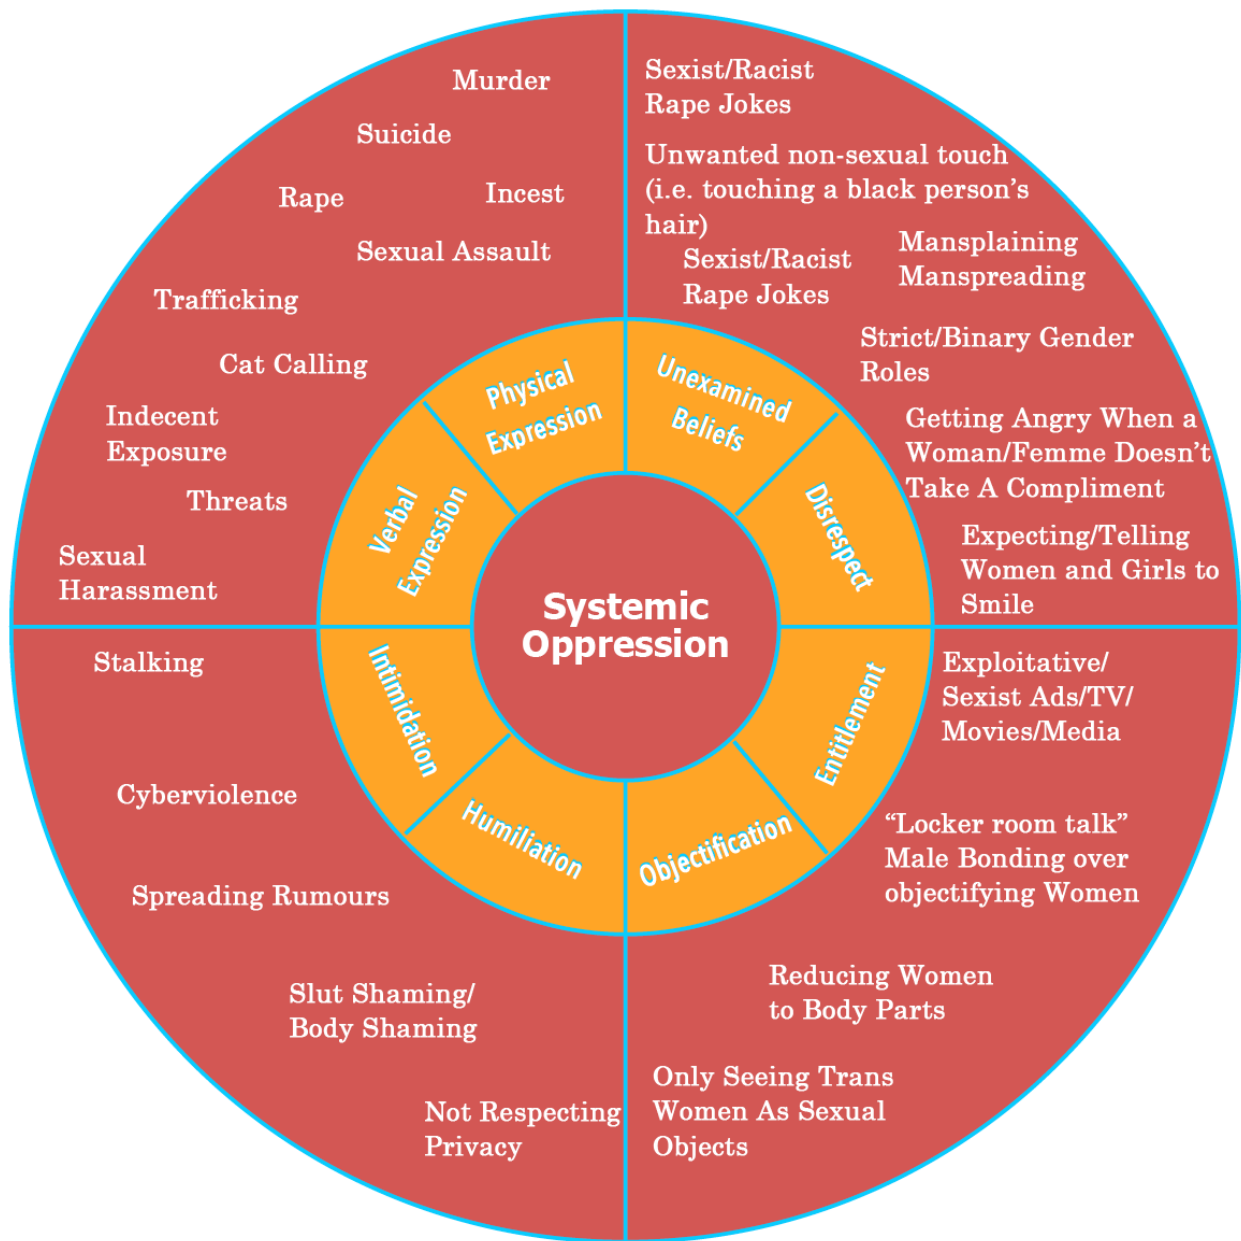 Murder
Suicide
Rape
Incest
Sexual Assault
Trafficking
Cat Calling
Indecent
Exposure
Threats
Sexual
Harassment
Sexist/Racist
Rape Jokes
Unwanted non-sexual touch
(i.e. touching a black person’s
hair)
Sexist/Racist
Rape Jokes
Mansplaining
Manspreading
Strict/Binary Gender
Roles
Getting Angry When a
Woman/Femme Doesn’t
Take A Compliment
Expecting/Telling
Women and Girls to
Smile
Physical
Expression
Unexamined
Beliefs
Verbal
Expression
Disrespect
Systemic
Oppression
Intimidation
Entitlement
Humiliation
Objectification
Stalking
Cyberviolence
Spreading Rumours
Slut Shaming/
Body Shaming
Not Respecting
Privacy
Exploitative/
Sexist Ads/TV/
Movies/Media
“Locker room talk”
Male Bonding over
objectifying Women
Reducing Women
to Body Parts
Only Seeing Trans
Women As Sexual
Objects